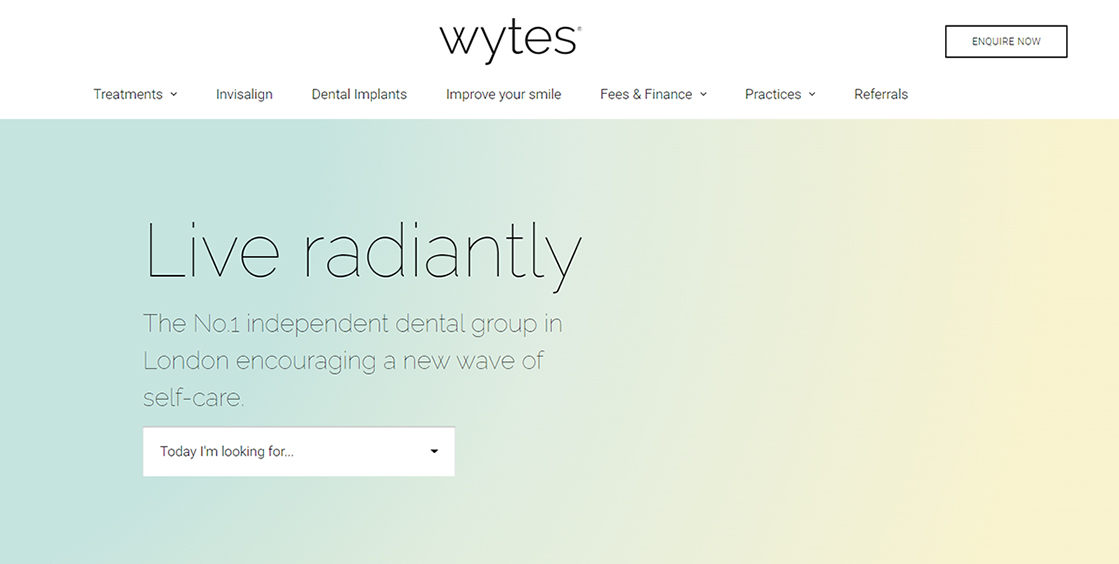 wytes®
ENQUIRE NOW
Treatments Invisalign Dental Implants Improve your smile Fees & Finance Practices Referrals
Live radiantly
The No.1 independent dental group in
London encouraging a new wave of
self-care.
Today I'm looking for...